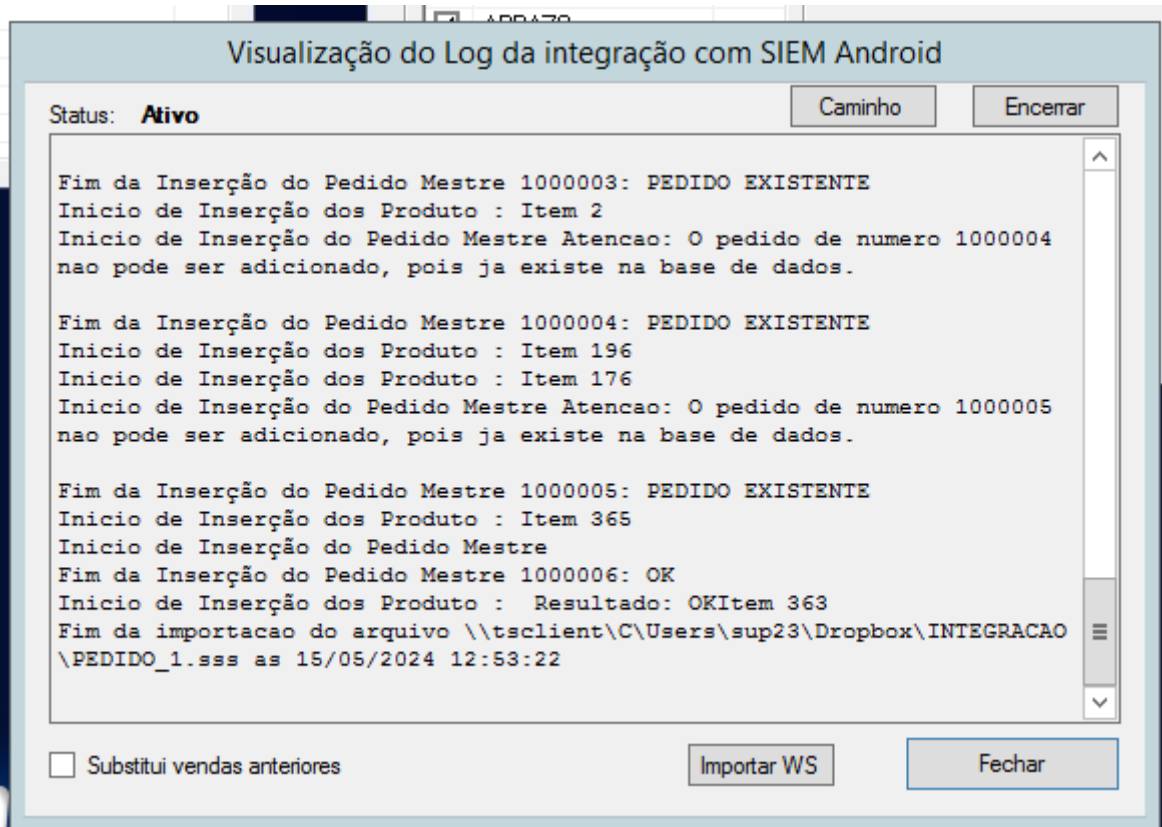 Visualização do Log da integração com SIEM Android
Status: Ativo
Caminho
Encerrar
Fim da Inserção do Pedido Mestre 1000003: PEDIDO EXISTENTE
Inicio de Inserção dos Produto : Item 2
Inicio de Inserção do Pedido Mestre Atencao: O pedido de numero 1000004
nao pode ser adicionado, pois ja existe na base de dados.
Fim da Inserção do Pedido Mestre 1000004: PEDIDO EXISTENTE
Inicio de Inserção dos Produto : Item 196
Inicio de Inserção dos Produto : Item 176
Inicio de Inserção do Pedido Mestre Atencao: O pedido de numero 1000005
nao pode ser adicionado, pois ja existe na base de dados.
Fim da Inserção do Pedido Mestre 1000005: PEDIDO EXISTENTE
Inicio de Inserção dos Produto : Item 365
Inicio de Inserção do Pedido Mestre
Fim da Inserção do Pedido Mestre 1000006: OK
Inicio de Inserção dos Produto :  Resultado: OKItem 363
Fim da importacao do arquivo \\tsclient\C\Users\sup23\Dropbox\INTEGRACAO
\PEDIDO_1.sss as 15/05/2024 12:53:22
Substitui vendas anteriores
Importar WS
Fechar